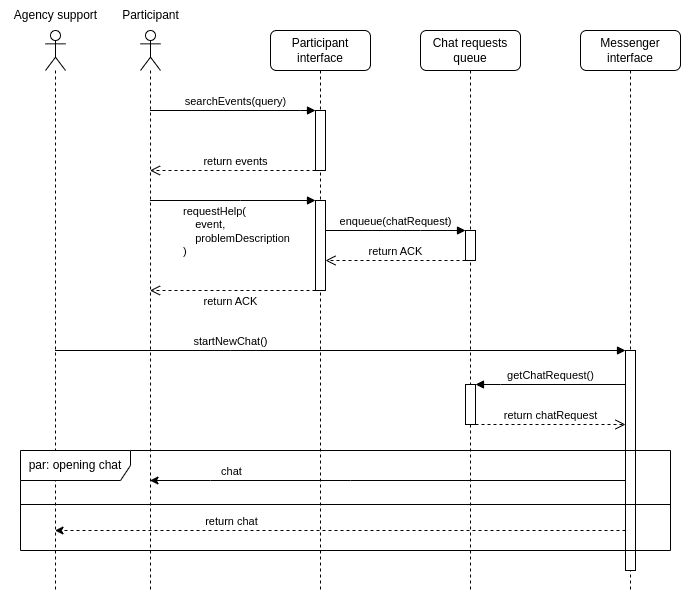 Agency support
Participant
Participant
interface
Chat requests
queue
Messenger
interface
searchEvents(query)
return events
requestHelp(
event,
problemDescription
)
enqueue(chatRequest)
return ACK
return ACK
startNewChat()
getChatRequest()
return chatRequest
par: opening chat
chat
return chat